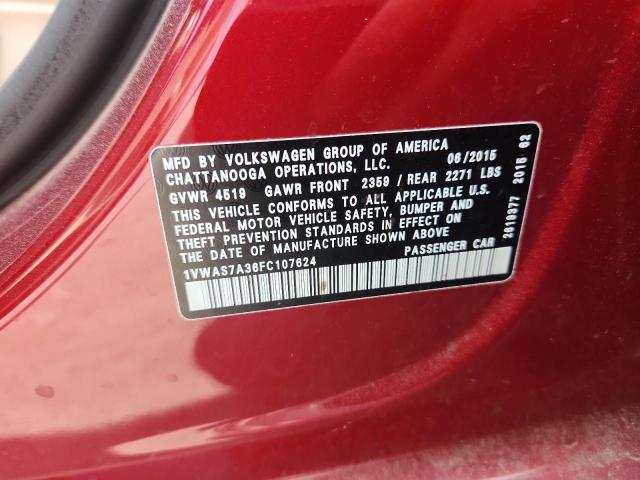 MFD BY VOLKSWAGEN GROUP OF AMERICA
CHATTANOOGA OPERATIONS, LLC. 06/2015
GVWR 4519 GAWR FRONT 2359 / REAR 2271 LBS
THIS VEHICLE CONFORMS TO ALL APPLICABLE U.S.
FEDERAL MOTOR VEHICLE SAFETY, BUMPER AND
THEFT PREVENTION STANDARDS IN EFFECT ON
THE DATE OF MANUFACTURE SHOWN ABOVE.
1VWAS7A36FC107624 PASSENGER CAR
2810377 2015 02